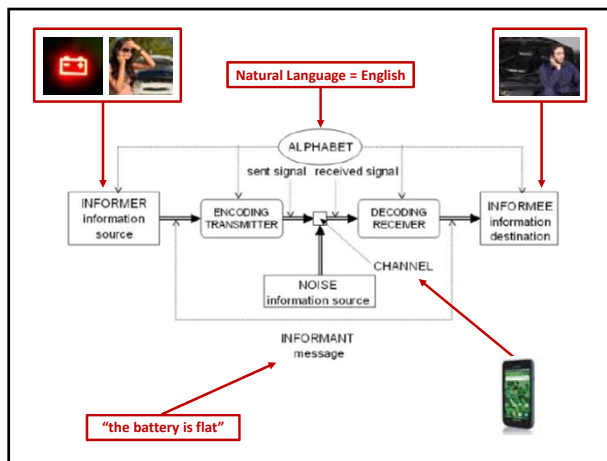 Natural Language = English
ALPHABET
sent signal received signal
INFORMER
information
source
ENCODING
TRANSMITTER
DECODING
RECEIVER
INFORMEE
information
destination
CHANNEL
NOISE
information source
INFORMANT
message
“the battery is flat”